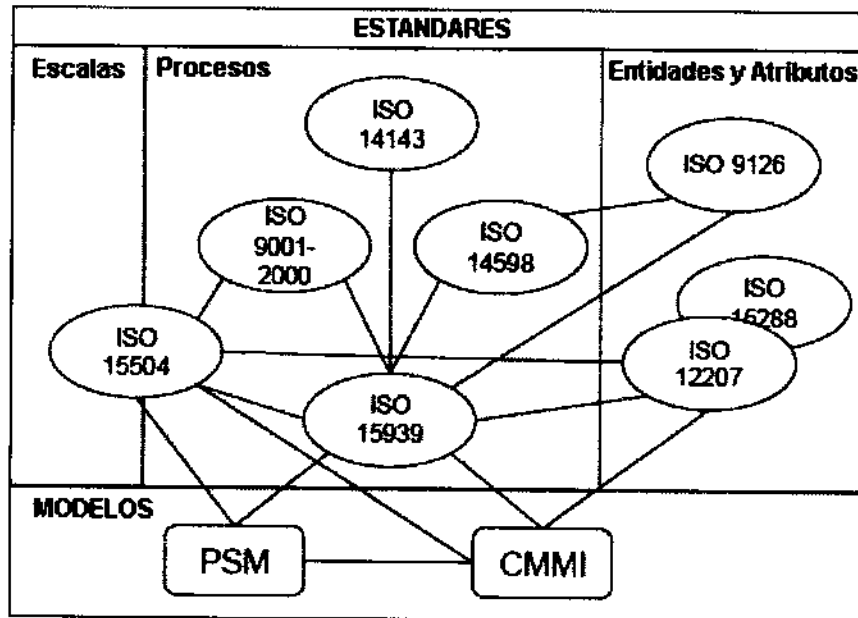 ESTANDARES
Escalas
Procesos
Entidades y Atributos
ISO
14143
ISO 9126
ISO
9001-
2000
ISO
14598
ISO
15288
ISO
15504
ISO
12207
ISO
15939
MODELOS
PSM
CMMI